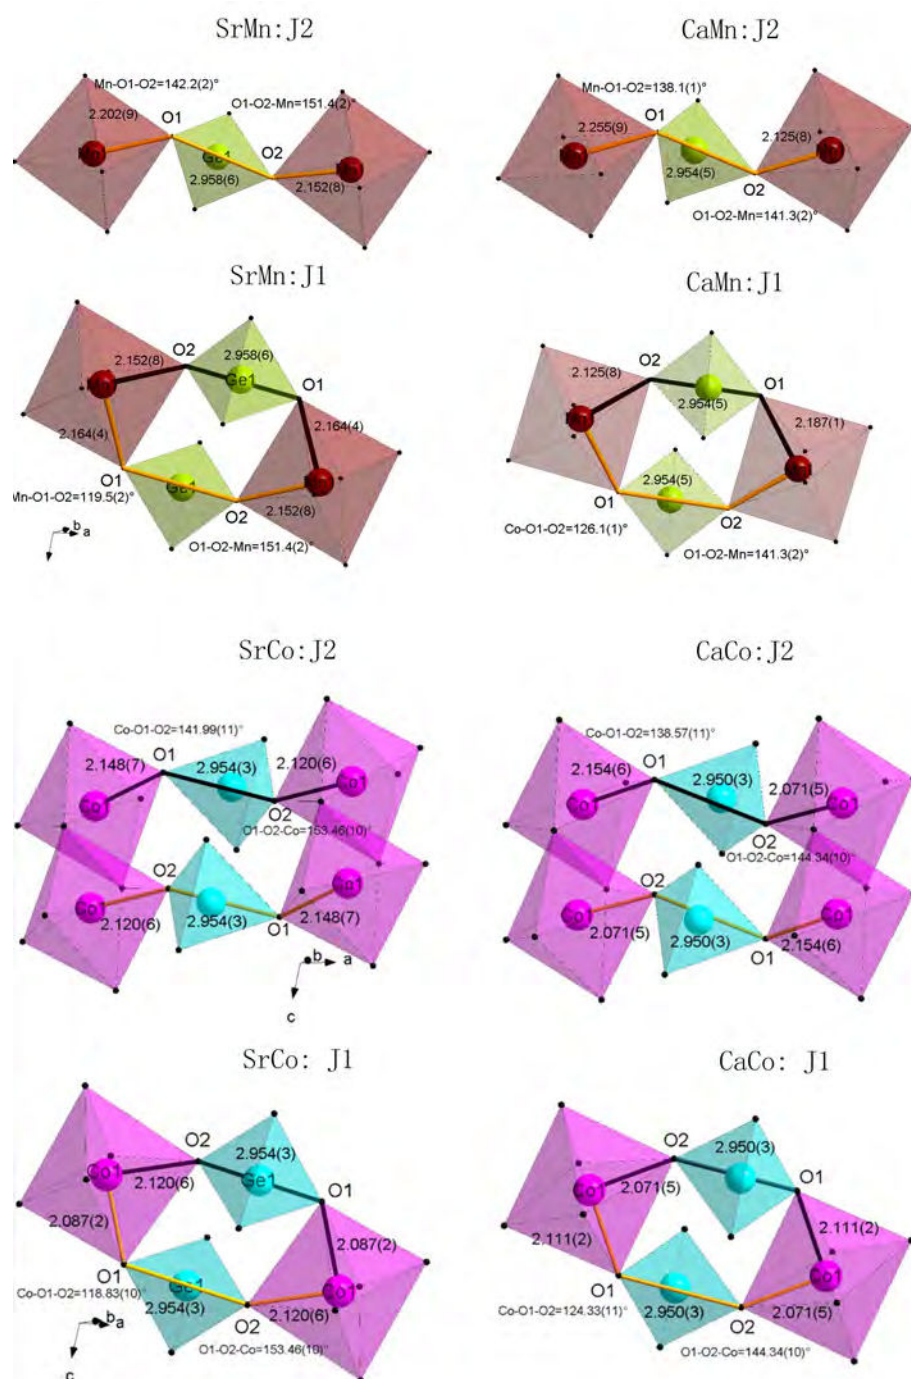 SrMn:J2
CaMn:J2
Mn-O1-O2=142.2(2)°
O1-O2-Mn=151.4(2)°
2.202(9)
O1
Ge1
O2
2.958(6)
2.152(8)
Mn-O1-O2=138.1(1)°
O1
2.255(9)
2.125(8)
2.954(5)
O2
O1-O2-Mn=141.3(2)°
SrMn:J1
CaMn:J1
O2
2.958(6)
2.152(8)
Ge1
O1
2.164(4)
2.164(4)
O1
Ge1
O2
Mn-O1-O2=119.5(2)°
2.152(8)
O1-O2-Mn=151.4(2)°
b
a
O2
2.125(8)
O1
2.954(5)
2.187(1)
2.954(5)
O1
O2
Co-O1-O2=126.1(1)°
O1-O2-Mn=141.3(2)°
SrCo:J2
CaCo:J2
Co-O1-O2=141.99(11)°
O1
2.148(7)
2.954(3)
2.120(6)
Co1
Co1
O2
O1-O2-Co=153.46(10)°
O2
Co1
Co1
2.120(6)
2.954(3)
O1
2.148(7)
b
a
c
Co-O1-O2=138.57(11)°
O1
2.154(6)
2.950(3)
2.071(5)
Co1
Co1
O2
O1-O2-Co=144.34(10)°
O2
Co1
Co1
2.071(5)
2.950(3)
O1
2.154(6)
SrCo: J1
CaCo: J1
O2
2.954(3)
Co1
2.120(6)
Ge1
O1
2.087(2)
2.087(2)
O1
Ge1
Co1
Co-O1-O2=118.83(10)°
2.954(3)
O2
2.120(6)
O1-O2-Co=153.46(10)°
b
a
c
O2
2.950(3)
Co1
2.071(5)
O1
2.111(2)
2.111(2)
O1
Co1
Co-O1-O2=124.33(11)°
2.950(3)
O2
2.071(5)
O1-O2-Co=144.34(10)°